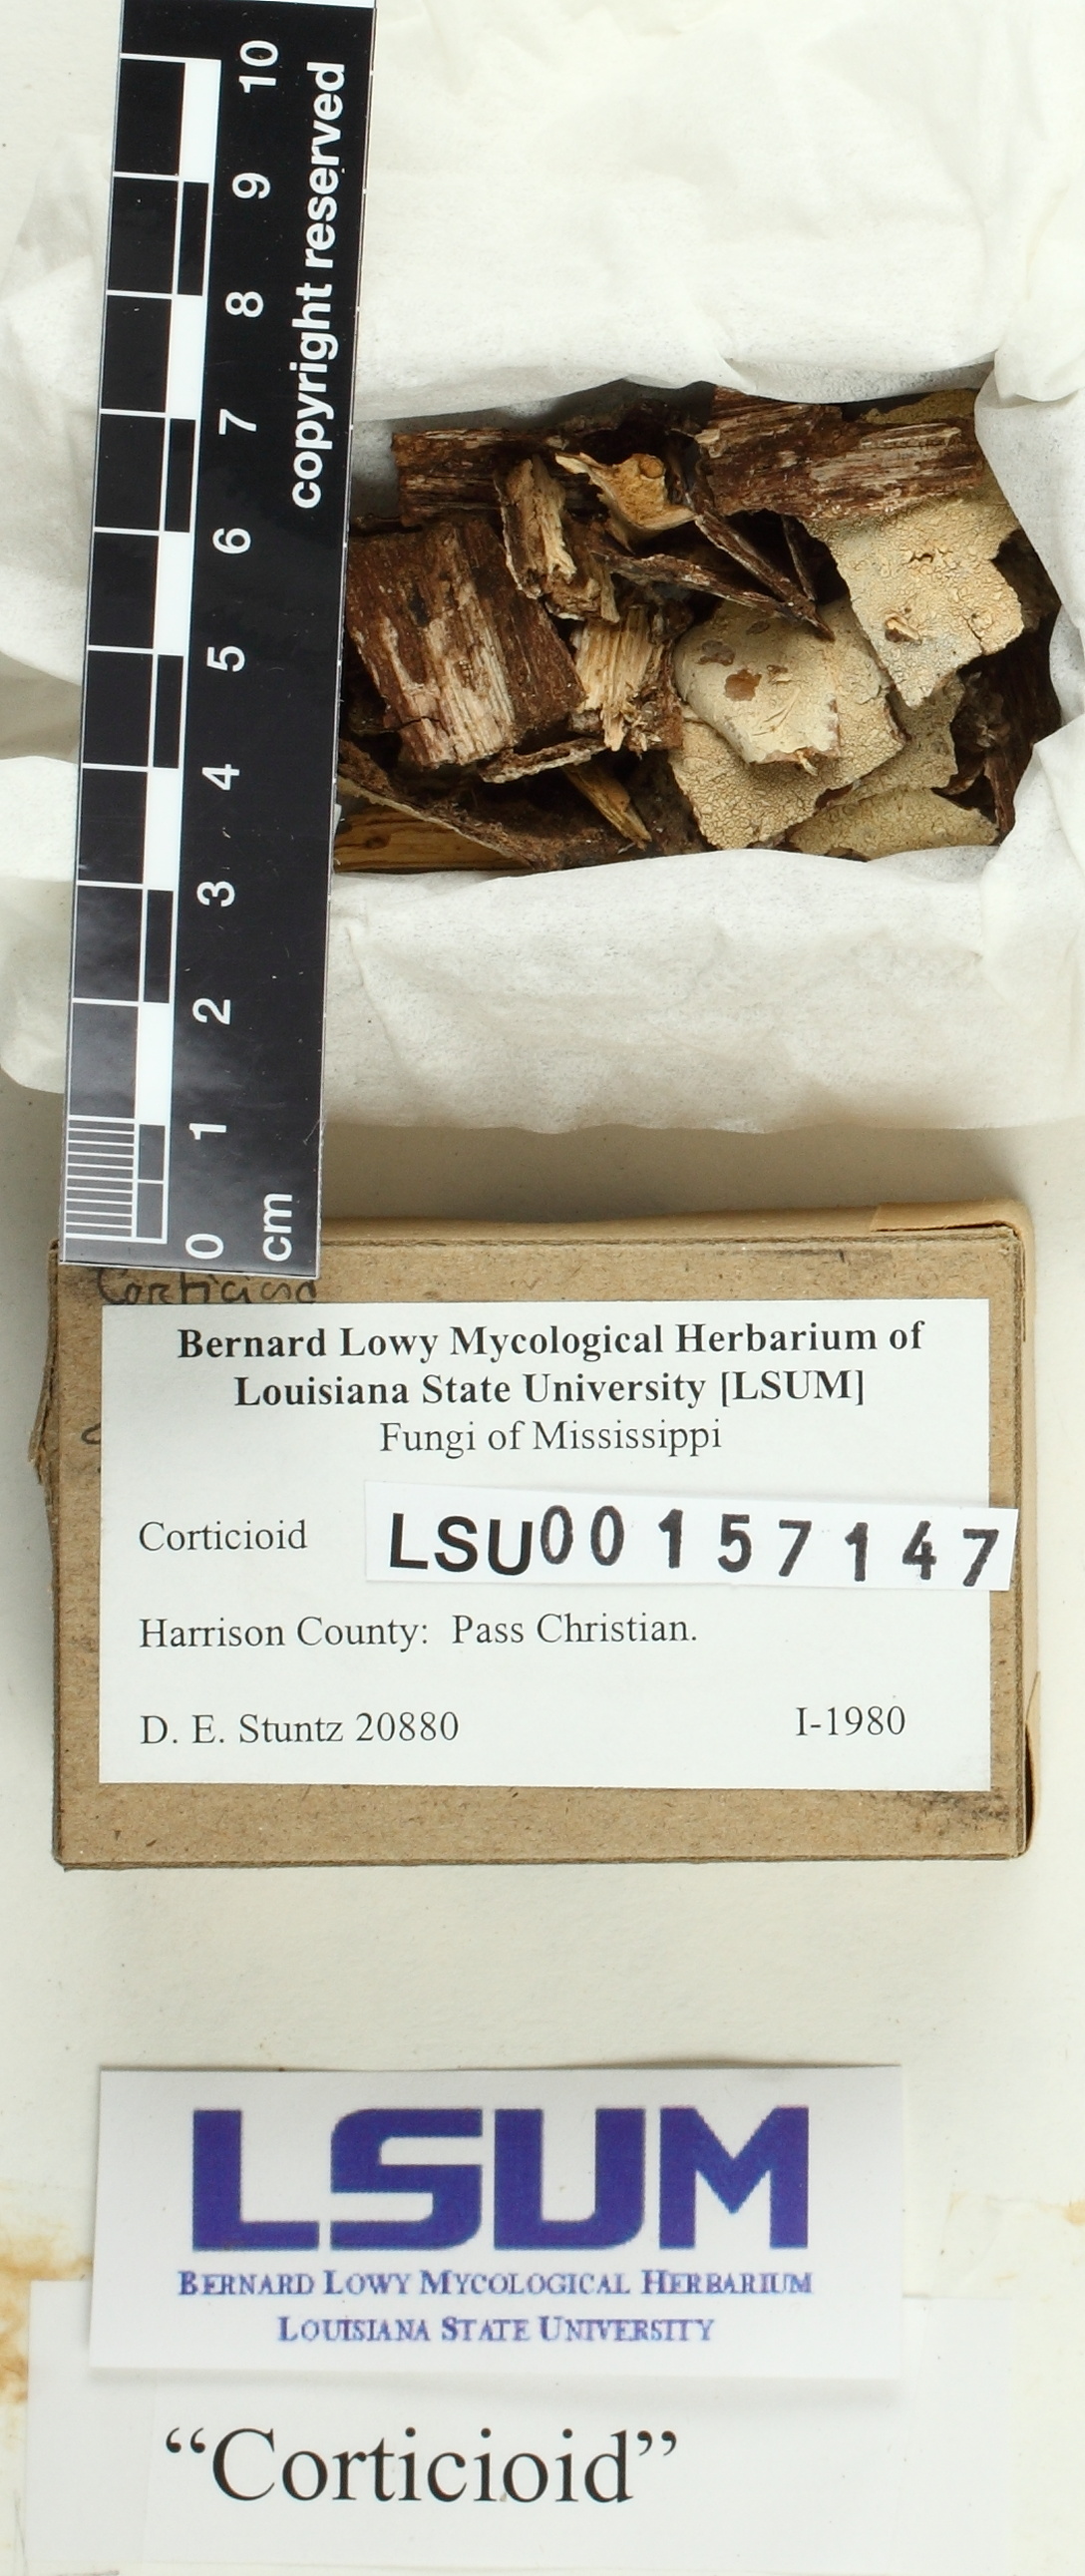 10
9
8
7
6
5
4
3
2
1
0
cm
copyright reserved
Corticioid
Bernard Lowy Mycological Herbarium of
Louisiana State University [LSUM]
Fungi of Mississippi
Corticioid
LSU00157147
Harrison County: Pass Christian.
D. E. Stuntz 20880 I-1980
LSUM
BERNARD LOWY MYCOLOGICAL HERBARIUM
LOUISIANA STATE UNIVERSITY
“Corticioid”